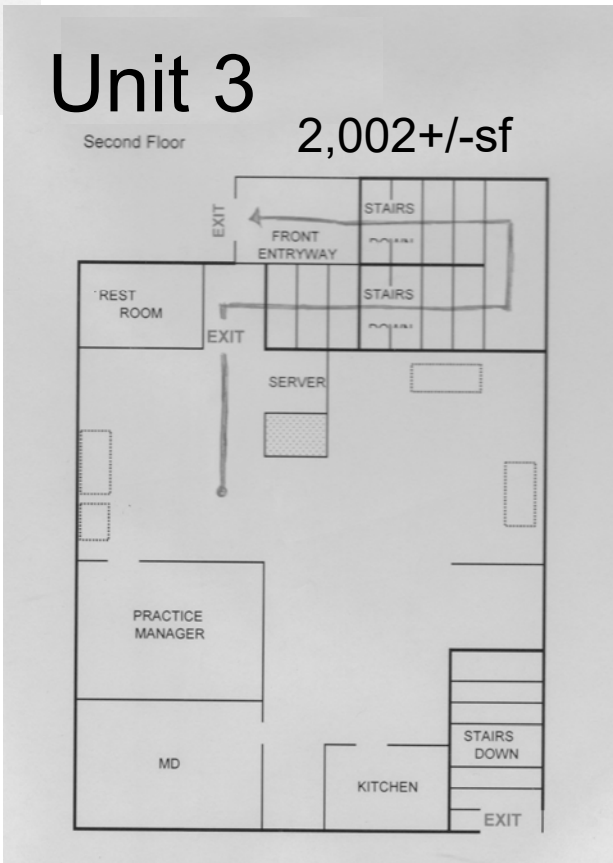 Unit 3
2,002+/-sf
Second Floor
EXIT
STAIRS
FRONT
ENTRYWAY
REST
ROOM
STAIRS
EXIT
SERVER
PRACTICE
MANAGER
MD
STAIRS
DOWN
KITCHEN
EXIT